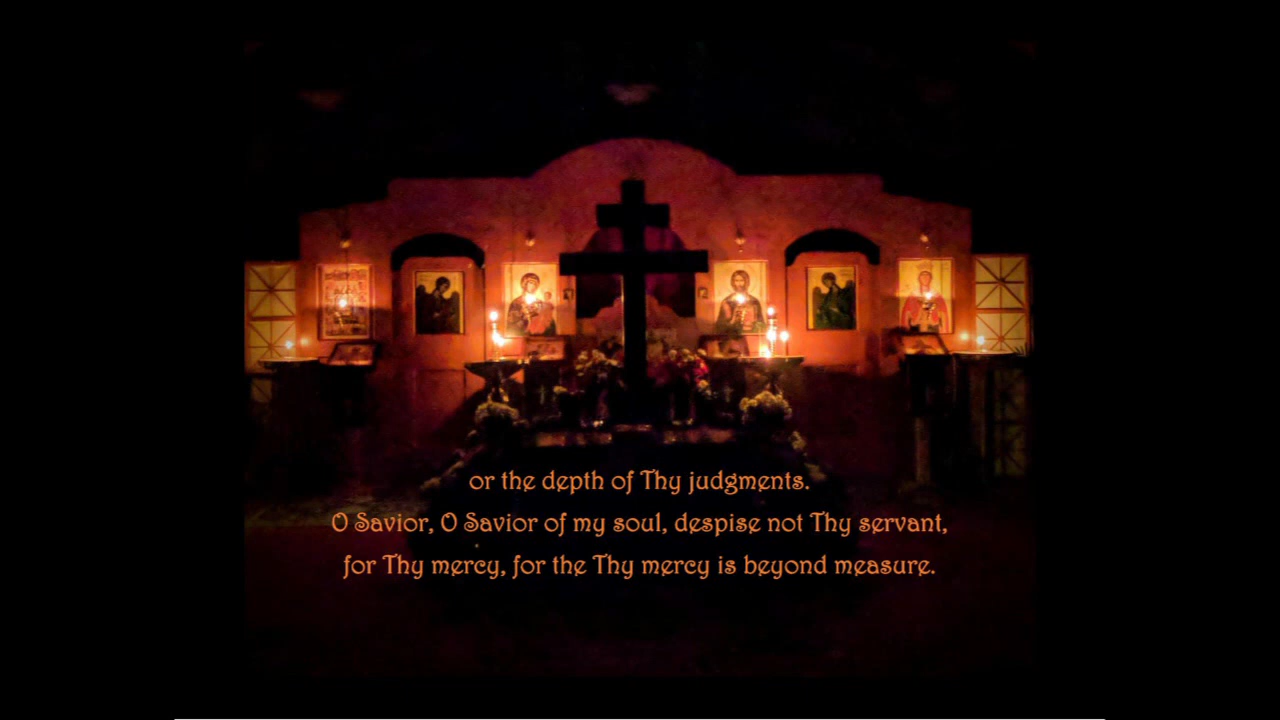 or the depth of Thy judgments.
O Savior, O Savior of my soul, despise not Thy servant,
for Thy mercy, for the Thy mercy is beyond measure.